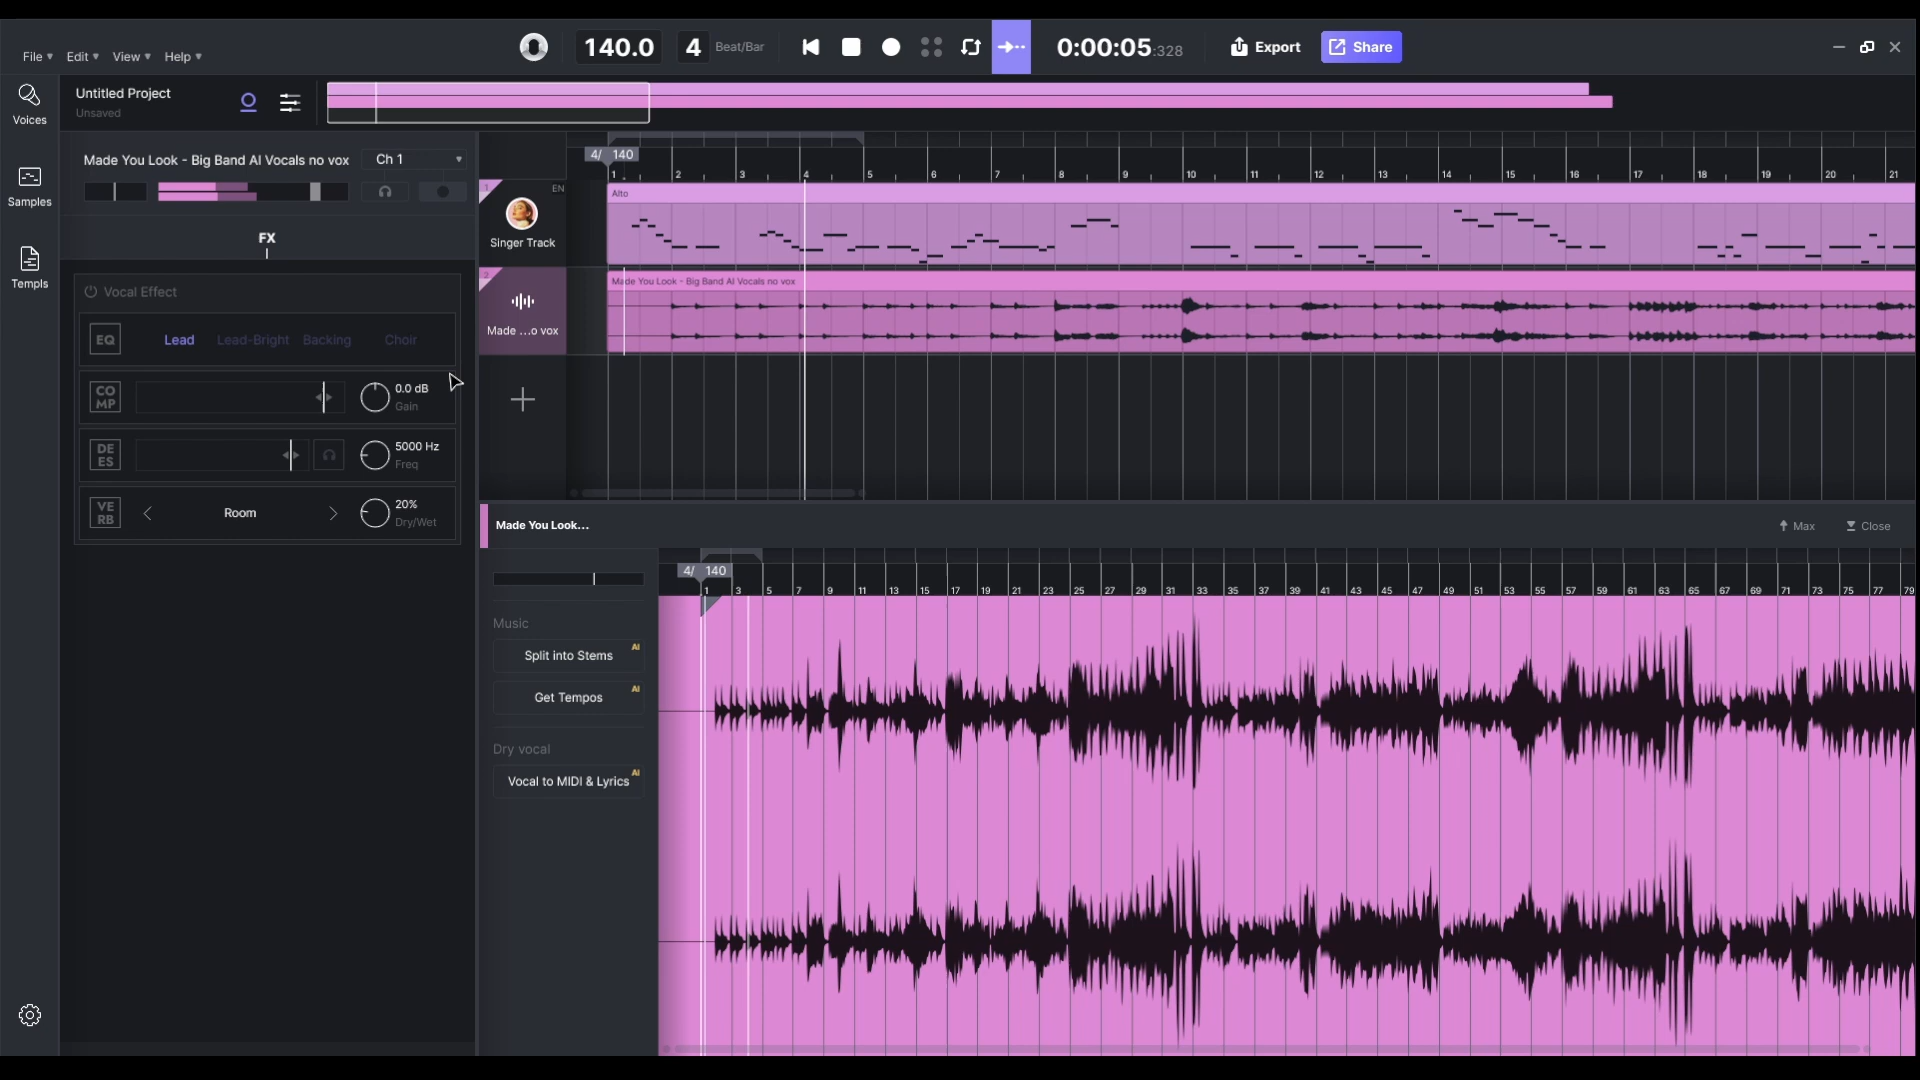 File Edit View Help
140.0 4 Beat/Bar
0:00:05:328
Export Share
Voices
Samples
Templs
Untitled Project
Unsaved
Made You Look - Big Band AI Vocals no vox Ch 1
FX
Vocal Effect
EQ Lead Lead-Bright Backing Choir
COMP 0.0 dB
Gain
DEES 5000 Hz
Freq
VERB Room 20%
Dry/Wet
4/ 140
1 2 3 4 5 6 7 8 9 10 11 12 13 14 15 16 17 18 19 20 21
1 EN
Singer Track
Alto
2
Made ...o vox
Made You Look - Big Band AI Vocals no vox
Made You Look...
Max Close
4/ 140
1 3 5 7 9 11 13 15 17 19 21 23 25 27 29 31 33 35 37 39 41 43 45 47 49 51 53 55 57 59 61 63 65 67 69 71 73 75 77 79
Music
Split into Stems AI
Get Tempos AI
Dry vocal
Vocal to MIDI & Lyrics AI